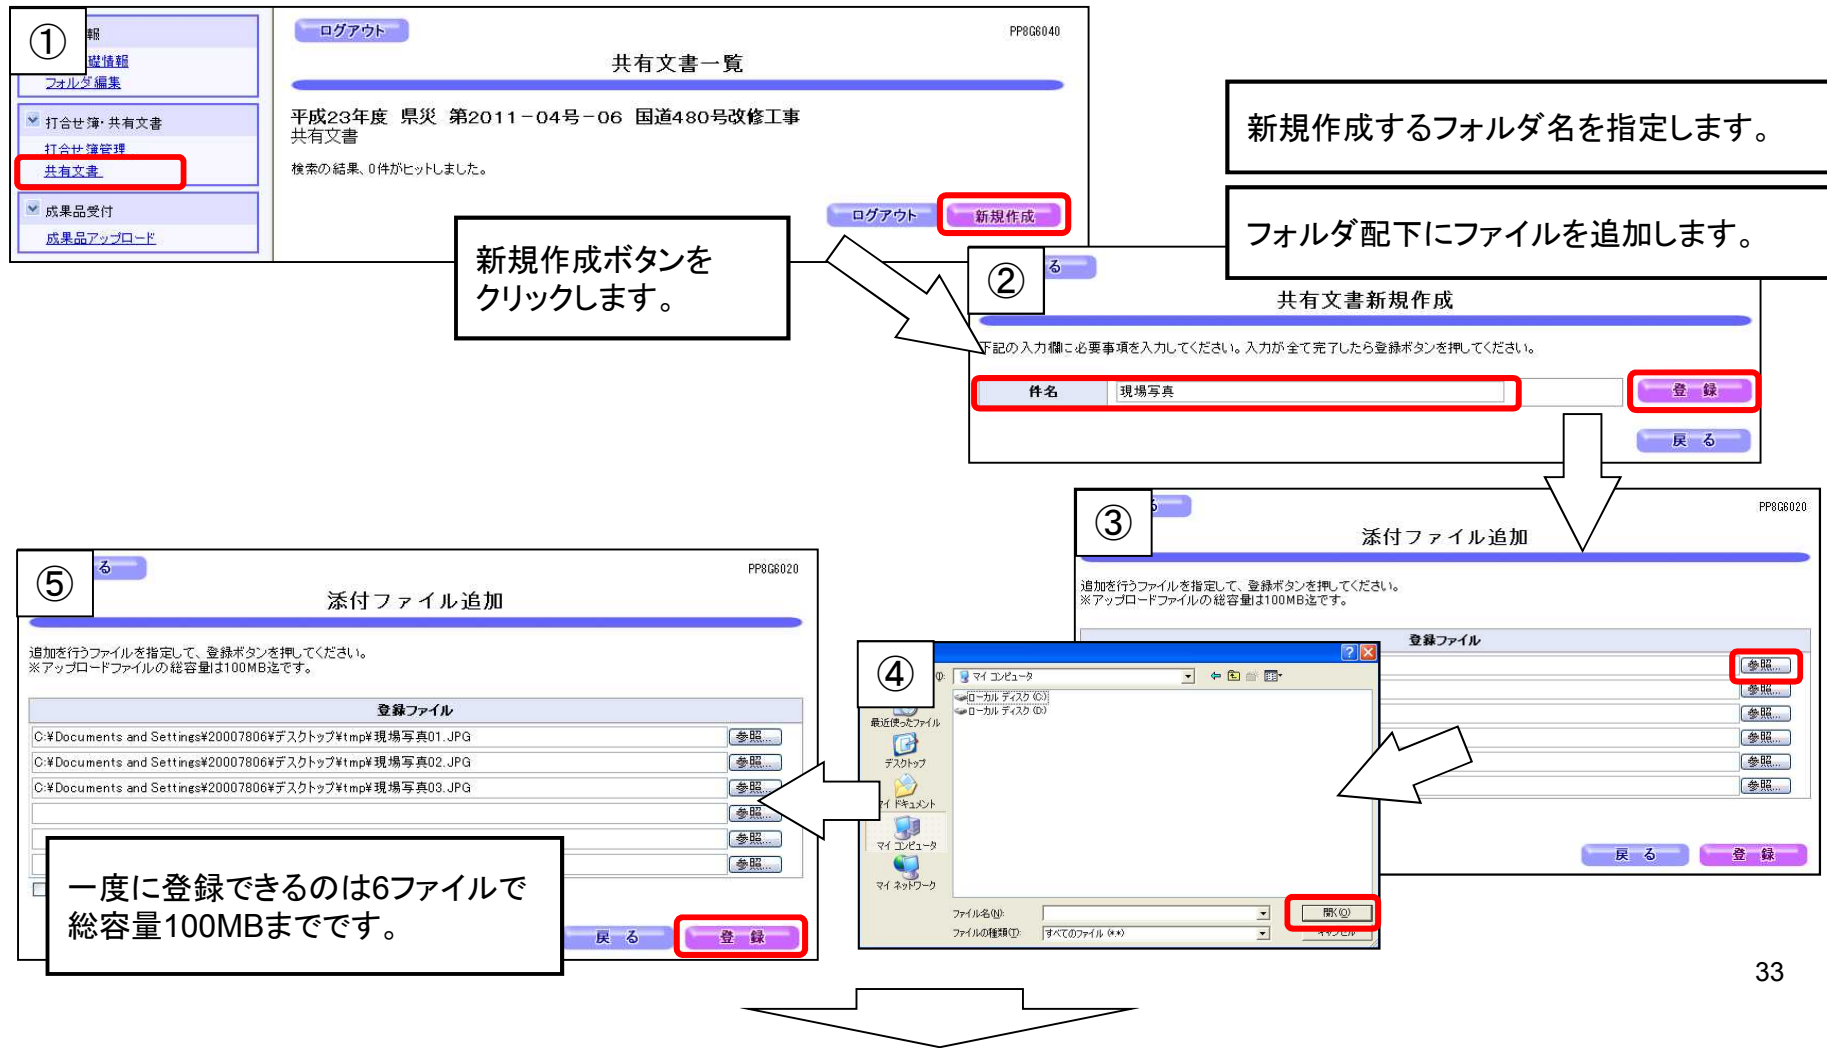 ①
報
礎情報
フォルダ編集
打合せ簿・共有文書
打合せ簿管理
共有文書
成果品受付
成果品アップロード
ログアウト
PP8G6040
共有文書一覧
平成23年度 県災 第2011-04号-06 国道480号改修工事
共有文書
検索の結果、0件がヒットしました。
ログアウト
新規作成
新規作成ボタンを
クリックします。
新規作成するフォルダ名を指定します。
フォルダ配下にファイルを追加します。
②
る
共有文書新規作成
下記の入力欄に必要事項を入力してください。入力が全て完了したら登録ボタンを押してください。
件名
現場写真
登 録
戻 る
③
る
PP8G6020
添付ファイル追加
追加を行うファイルを指定して、登録ボタンを押してください。
※アップロードファイルの総容量は100MB迄です。
登録ファイル
参照...
参照...
参照...
参照...
参照...
参照...
戻 る
登 録
④
マイ コンピュータ
ローカル ディスク (C:)
ローカル ディスク (D:)
最近使ったファイル
デスクトップ
マイ ドキュメント
マイ コンピュータ
マイ ネットワーク
ファイル名(N):
開く(O)
ファイルの種類(T):
すべてのファイル (*.*)
キャンセル
⑤
る
PP8G6020
添付ファイル追加
追加を行うファイルを指定して、登録ボタンを押してください。
※アップロードファイルの総容量は100MB迄です。
登録ファイル
C:¥Documents and Settings¥20007806¥デスクトップ¥tmp¥現場写真01.JPG
参照...
C:¥Documents and Settings¥20007806¥デスクトップ¥tmp¥現場写真02.JPG
参照...
C:¥Documents and Settings¥20007806¥デスクトップ¥tmp¥現場写真03.JPG
参照...
参照...
参照...
参照...
一度に登録できるのは6ファイルで
総容量100MBまでです。
戻 る
登 録
33